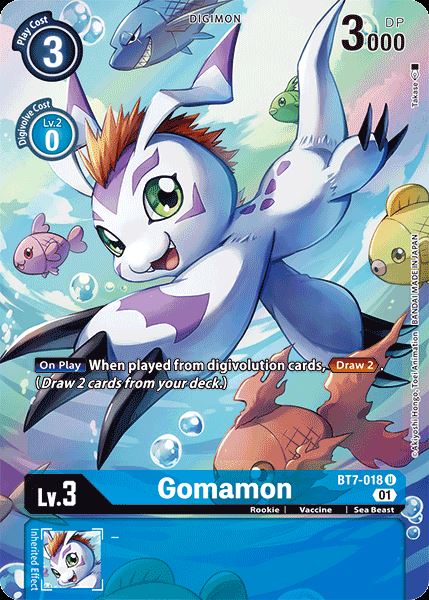 DIGIMON
Play Cost
3
DP
3000
Digivolve Cost
Lv.2
0
Takase
On Play When played from digivolution cards, Draw 2 .
(Draw 2 cards from your deck.)
©Akiyoshi Hongo, Toei Animation BANDAI MADE IN JAPAN
Lv.3
Gomamon
BT7-018 U
01
Rookie | Vaccine | Sea Beast
Inherited Effect
–